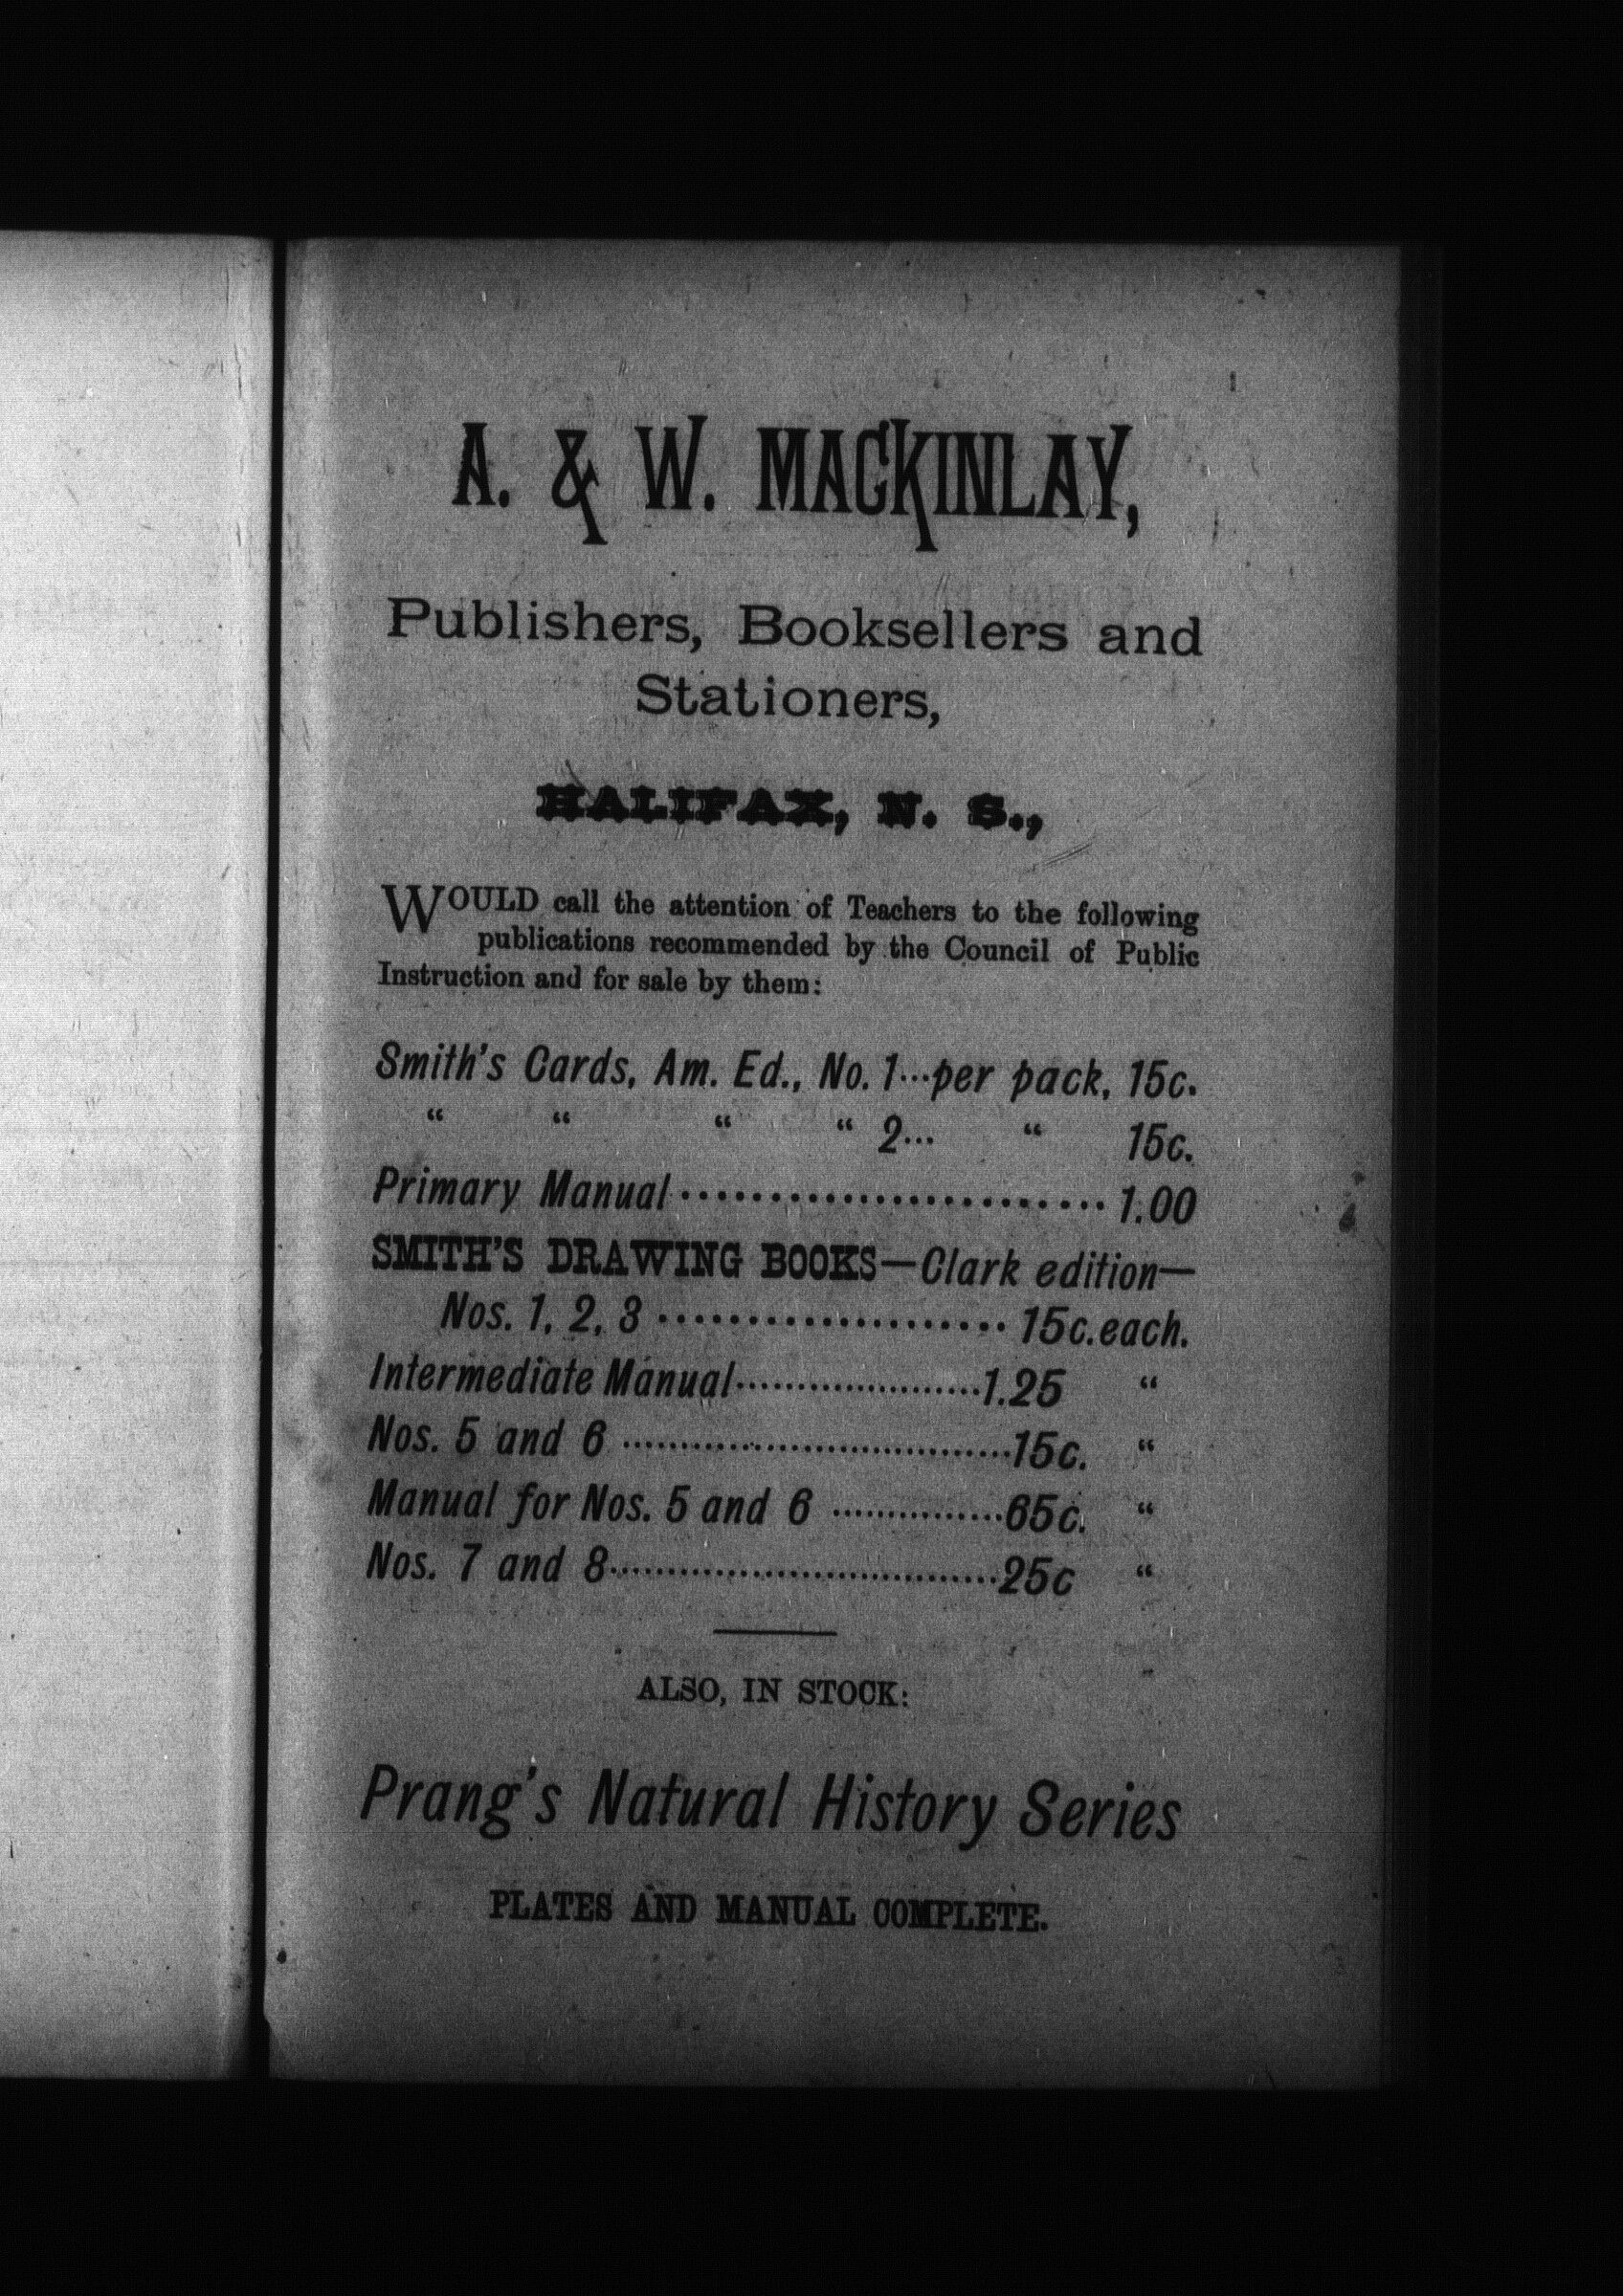 A. & W. MACKINLAY,
Publishers, Booksellers and
Stationers,
HALIFAX, N. S.,
WOULD call the attention of Teachers to the following
publications recommended by the Council of Public
Instruction and for sale by them:
Smith's Cards, Am. Ed., No. 1...per pack, 15c.
“ “ “ “ 2... “ 15c.
Primary Manual........................1.00
SMITH'S DRAWING BOOKS—Clark edition—
Nos. 1, 2, 3 .................... 15c. each.
Intermediate Manual.....................1.25 “
Nos. 5 and 6 .................................15c. “
Manual for Nos. 5 and 6 ...............65c. “
Nos. 7 and 8.................................25c “
ALSO, IN STOCK:
Prang's Natural History Series
PLATES AND MANUAL COMPLETE.